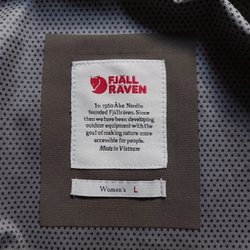 FJÄLL
RÄVEN
In 1960 Åke Nordin
founded Fjällräven. Since
then we have been developing
outdoor equipment with the
goal of making nature more
accessible for people.
Made in Vietnam
Women's L